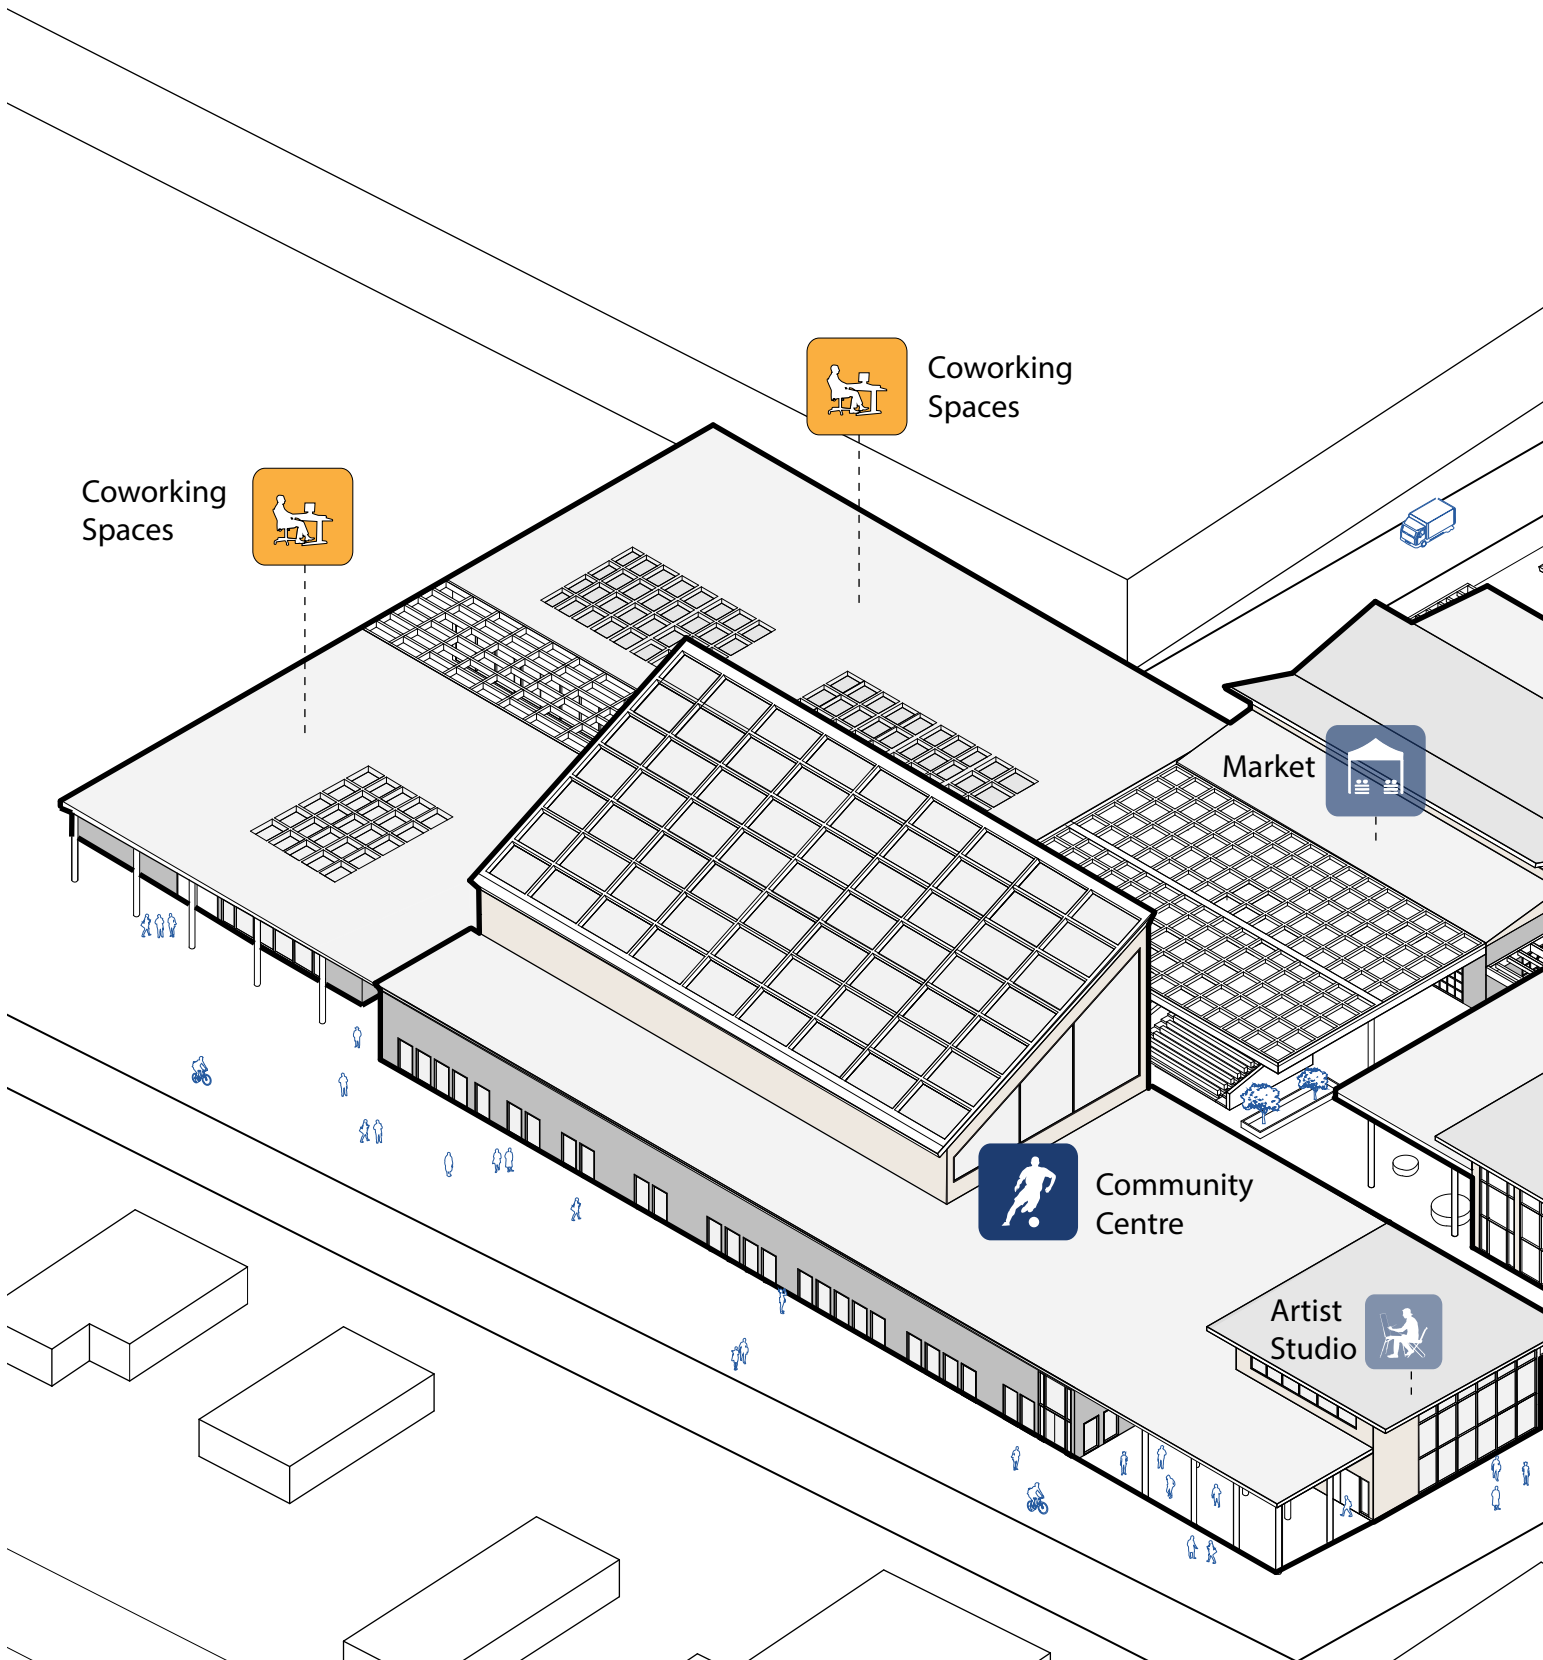 Coworking
Spaces
Coworking
Spaces
Market
Community
Centre
Artist
Studio